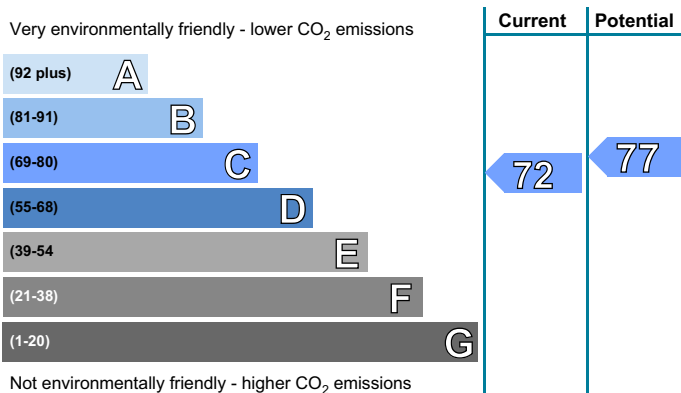 Very environmentally friendly - lower CO2 emissions
Current
Potential
(92 plus) A
(81-91) B
(69-80) C
72
77
(55-68) D
(39-54 E
(21-38) F
(1-20) G
Not environmentally friendly - higher CO2 emissions